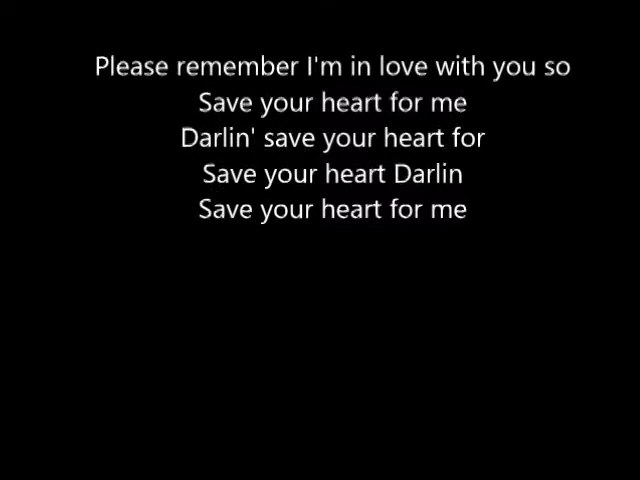 Please remember I'm in love with you so
Save your heart for me
Darlin' save your heart for
Save your heart Darlin
Save your heart for me